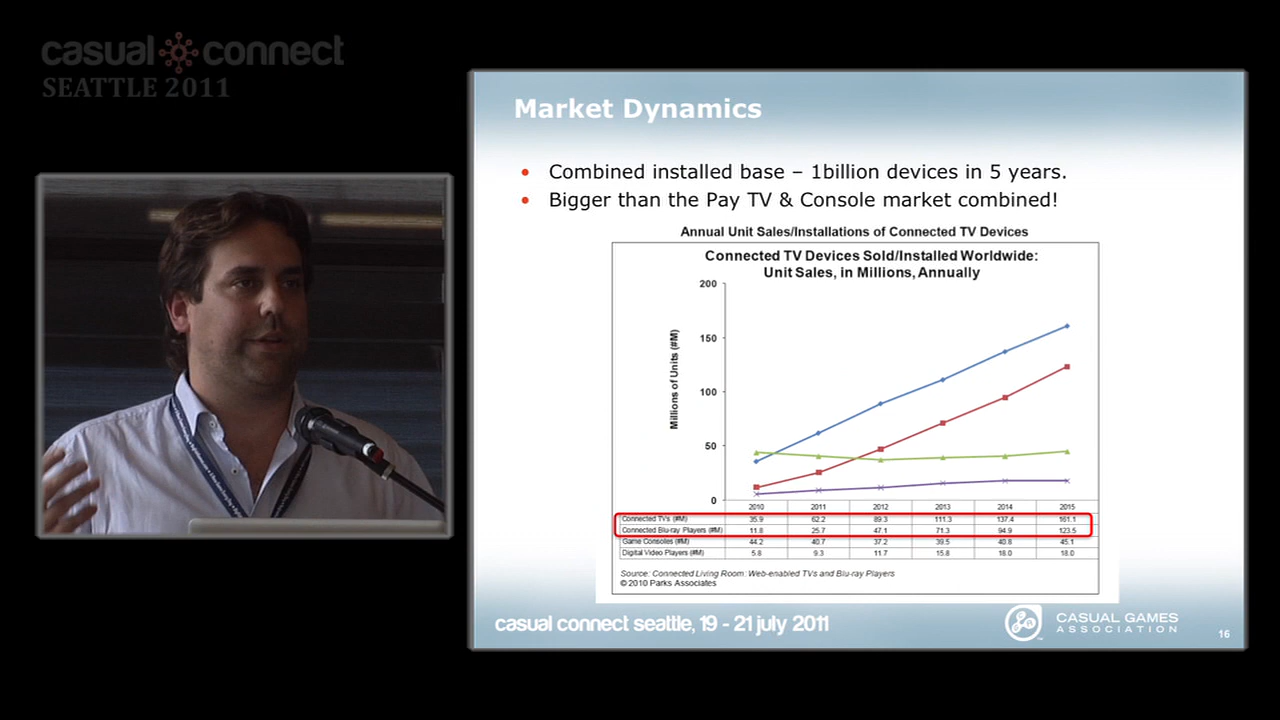 casual connect
SEATTLE 2011
Market Dynamics
• Combined installed base – 1billion devices in 5 years.
• Bigger than the Pay TV & Console market combined!
Annual Unit Sales/Installations of Connected TV Devices
Connected TV Devices Sold/Installed Worldwide:
Unit Sales, in Millions, Annually
Millions of Units (#M)
200
150
100
50
0
2010 2011 2012 2013 2014 2015
Connected TVs (#M) 35.9 62.2 89.3 111.3 137.4 161.1
Connected Blu-ray Players (#M) 11.8 25.7 47.1 71.3 94.9 123.5
Game Consoles (#M) 44.2 40.7 37.2 39.5 40.8 45.1
Digital Video Players (#M) 5.8 9.3 11.7 15.8 18.0 18.0
Source: Connected Living Room: Web-enabled TVs and Blu-ray Players
© 2010 Parks Associates
casual connect seattle, 19 - 21 july 2011
CASUAL GAMES
ASSOCIATION
16